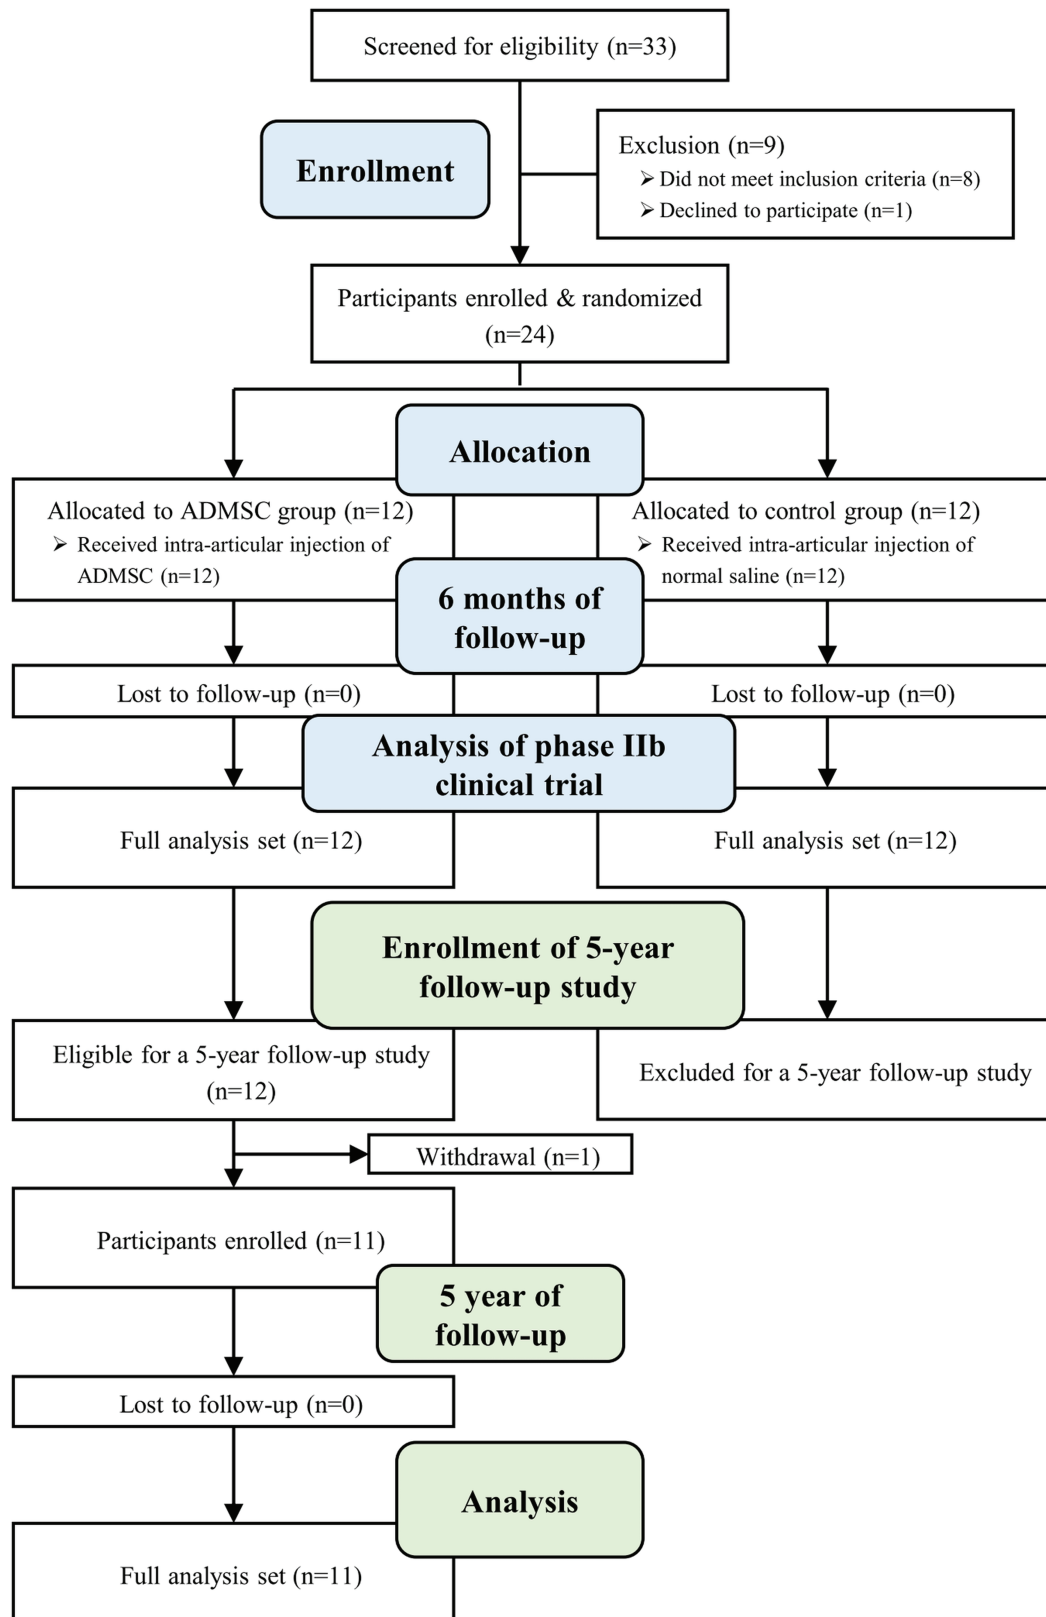 Screened for eligibility (n=33)
Enrollment
Exclusion (n=9)
➢ Did not meet inclusion criteria (n=8)
➢ Declined to participate (n=1)
Participants enrolled & randomized
(n=24)
Allocation
Allocated to ADMSC group (n=12)
➢ Received intra-articular injection of
ADMSC (n=12)
Allocated to control group (n=12)
➢ Received intra-articular injection of
normal saline (n=12)
6 months of
follow-up
Lost to follow-up (n=0)
Lost to follow-up (n=0)
Analysis of phase IIb
clinical trial
Full analysis set (n=12)
Full analysis set (n=12)
Enrollment of 5-year
follow-up study
Eligible for a 5-year follow-up study
(n=12)
Excluded for a 5-year follow-up study
Withdrawal (n=1)
Participants enrolled (n=11)
5 year of
follow-up
Lost to follow-up (n=0)
Analysis
Full analysis set (n=11)